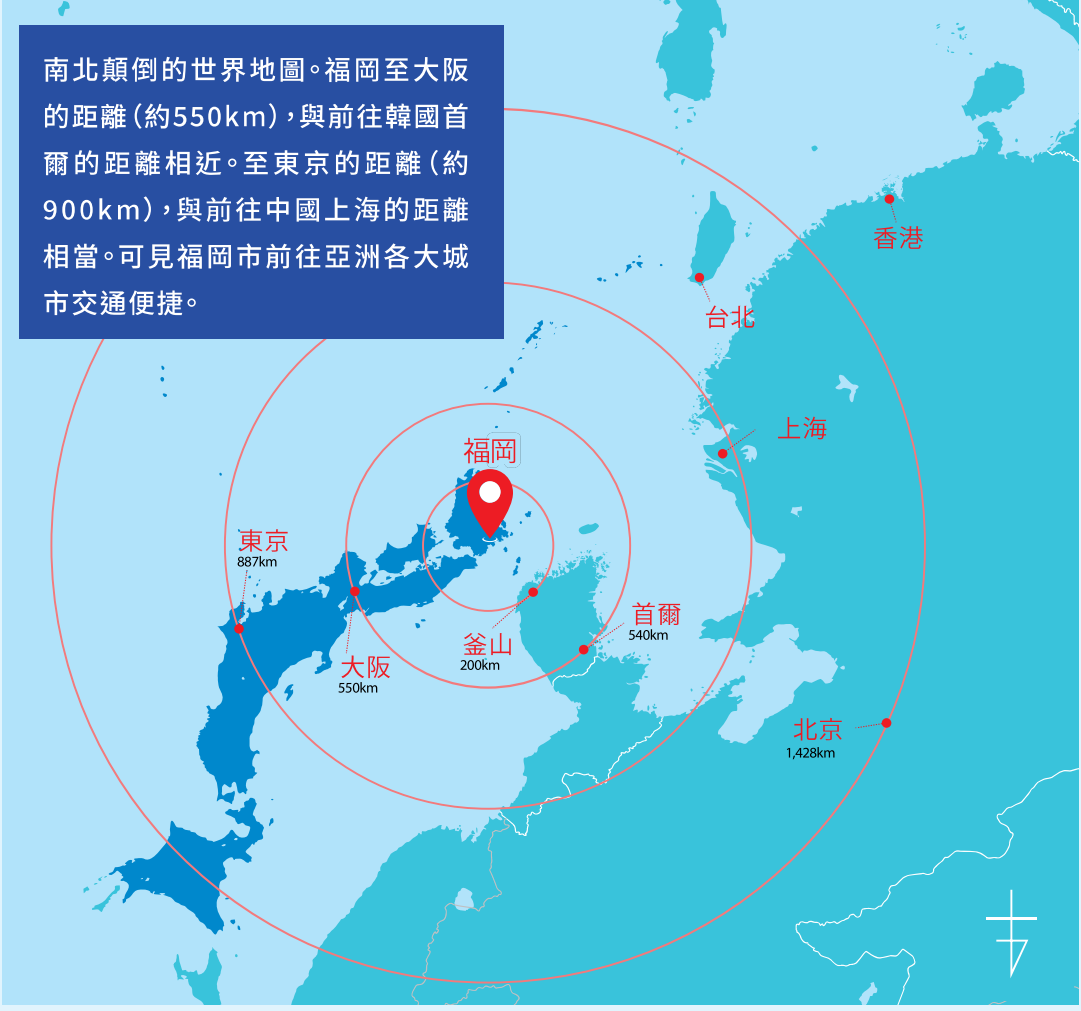 南北顛倒的世界地圖。福岡至大阪
的距離（約550km），與前往韓國首
爾的距離相近。至東京的距離（約
900km），與前往中國上海的距離
相當。可見福岡市前往亞洲各大城
市交通便捷。
香港
台北
上海
福岡
東京
887km
大阪
550km
釜山
200km
首爾
540km
北京
1,428km